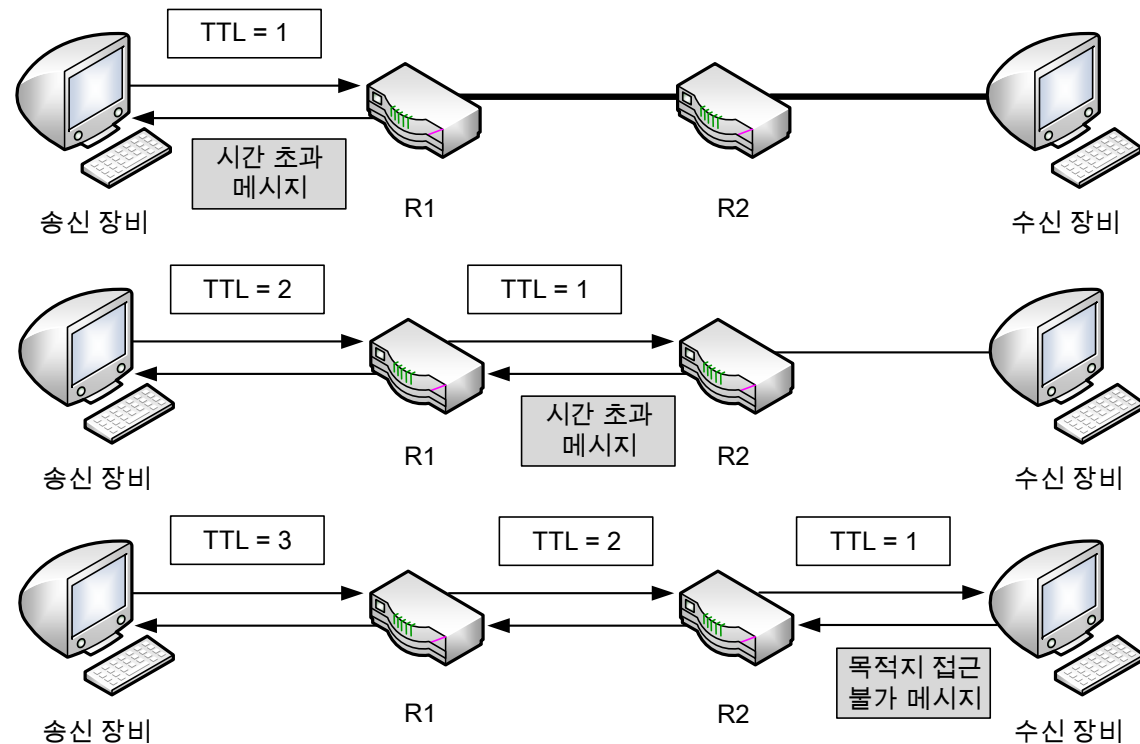 TTL = 1
시간 초과
메시지
송신 장비
R1
R2
수신 장비
TTL = 2
TTL = 1
시간 초과
메시지
송신 장비
R1
R2
수신 장비
TTL = 3
TTL = 2
TTL = 1
목적지 접근
불가 메시지
송신 장비
R1
R2
수신 장비